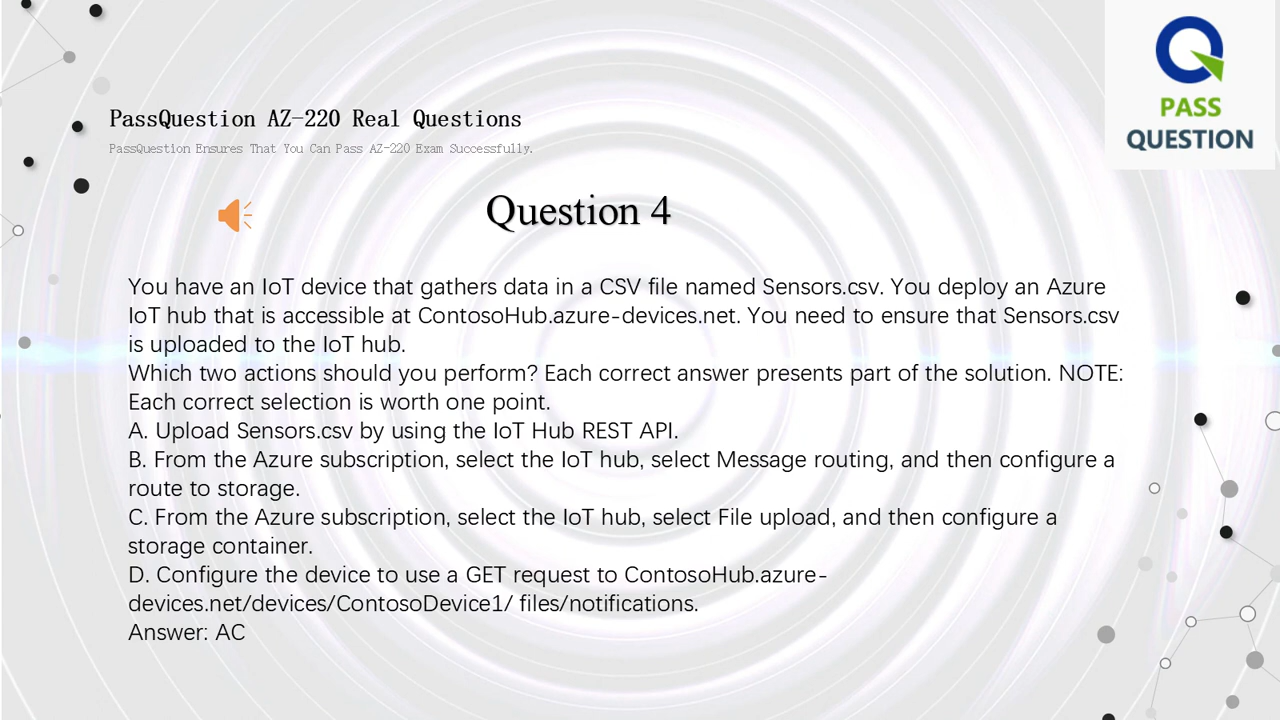 PASS
QUESTION
PassQuestion AZ-220 Real Questions
PassQuestion Ensures That You Can Pass AZ-220 Exam Successfully.
Question 4
You have an IoT device that gathers data in a CSV file named Sensors.csv. You deploy an Azure
IoT hub that is accessible at ContosoHub.azure-devices.net. You need to ensure that Sensors.csv
is uploaded to the IoT hub.
Which two actions should you perform? Each correct answer presents part of the solution. NOTE:
Each correct selection is worth one point.
A. Upload Sensors.csv by using the IoT Hub REST API.
B. From the Azure subscription, select the IoT hub, select Message routing, and then configure a
route to storage.
C. From the Azure subscription, select the IoT hub, select File upload, and then configure a
storage container.
D. Configure the device to use a GET request to ContosoHub.azure-
devices.net/devices/ContosoDevice1/ files/notifications.
Answer: AC